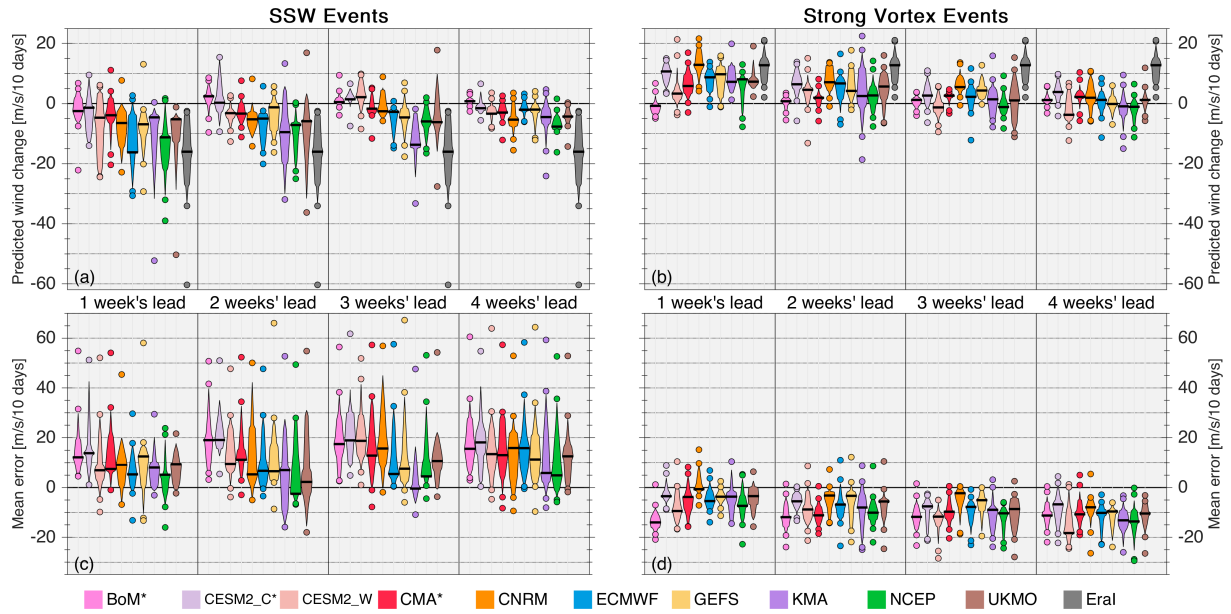 SSW Events
Strong Vortex Events
Predicted wind change [m/s/10 days]
20
0
-20
-40
-60
(a)
(b)
20
0
-20
-40
-60
Predicted wind change [m/s/10 days]
1 week's lead 2 weeks' lead 3 weeks' lead 4 weeks' lead
1 week's lead 2 weeks' lead 3 weeks' lead 4 weeks' lead
Mean error [m/s/10 days]
60
40
20
0
-20
(c)
(d)
60
40
20
0
-20
Mean error [m/s/10 days]
BoM* CESM2_C* CESM2_W CMA* CNRM ECMWF GEFS KMA NCEP UKMO EraI